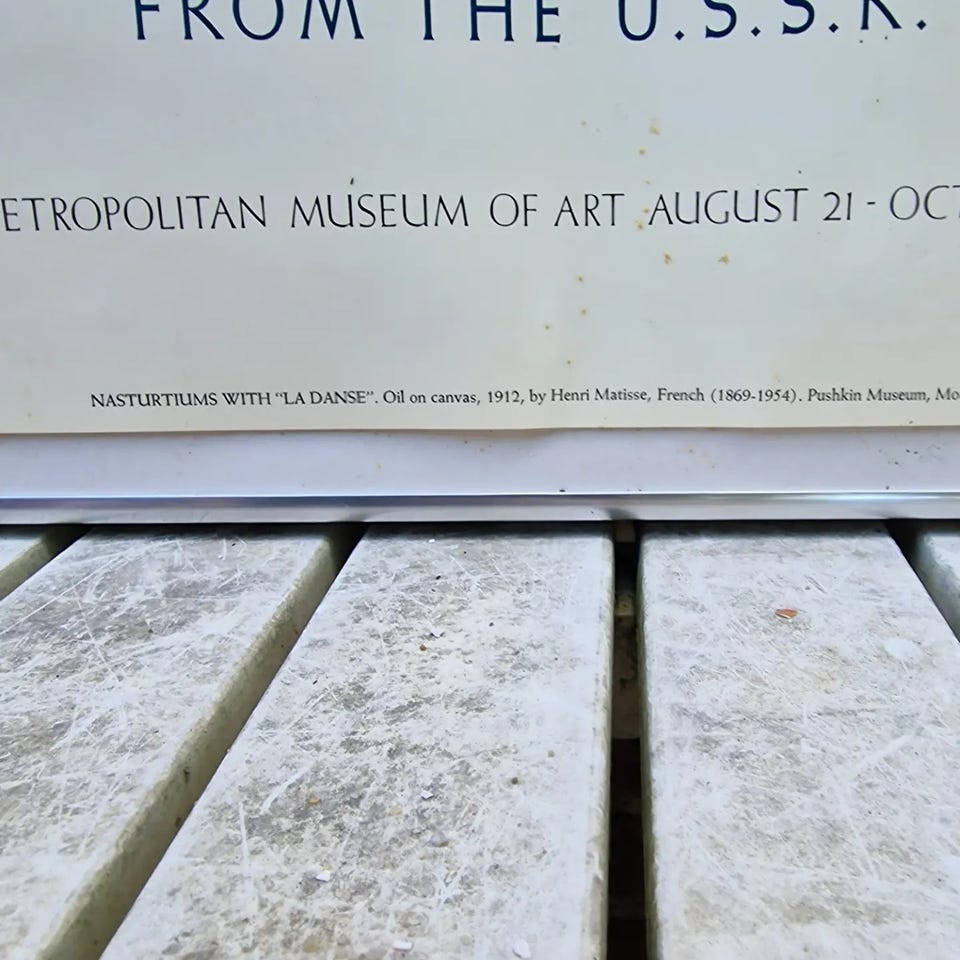 FROM THE U.S.S.R.
ETROPOLITAN MUSEUM OF ART AUGUST 21 - OCT
NASTURTIUMS WITH “LA DANSE”. Oil on canvas, 1912, by Henri Matisse, French (1869-1954). Pushkin Museum, Mo